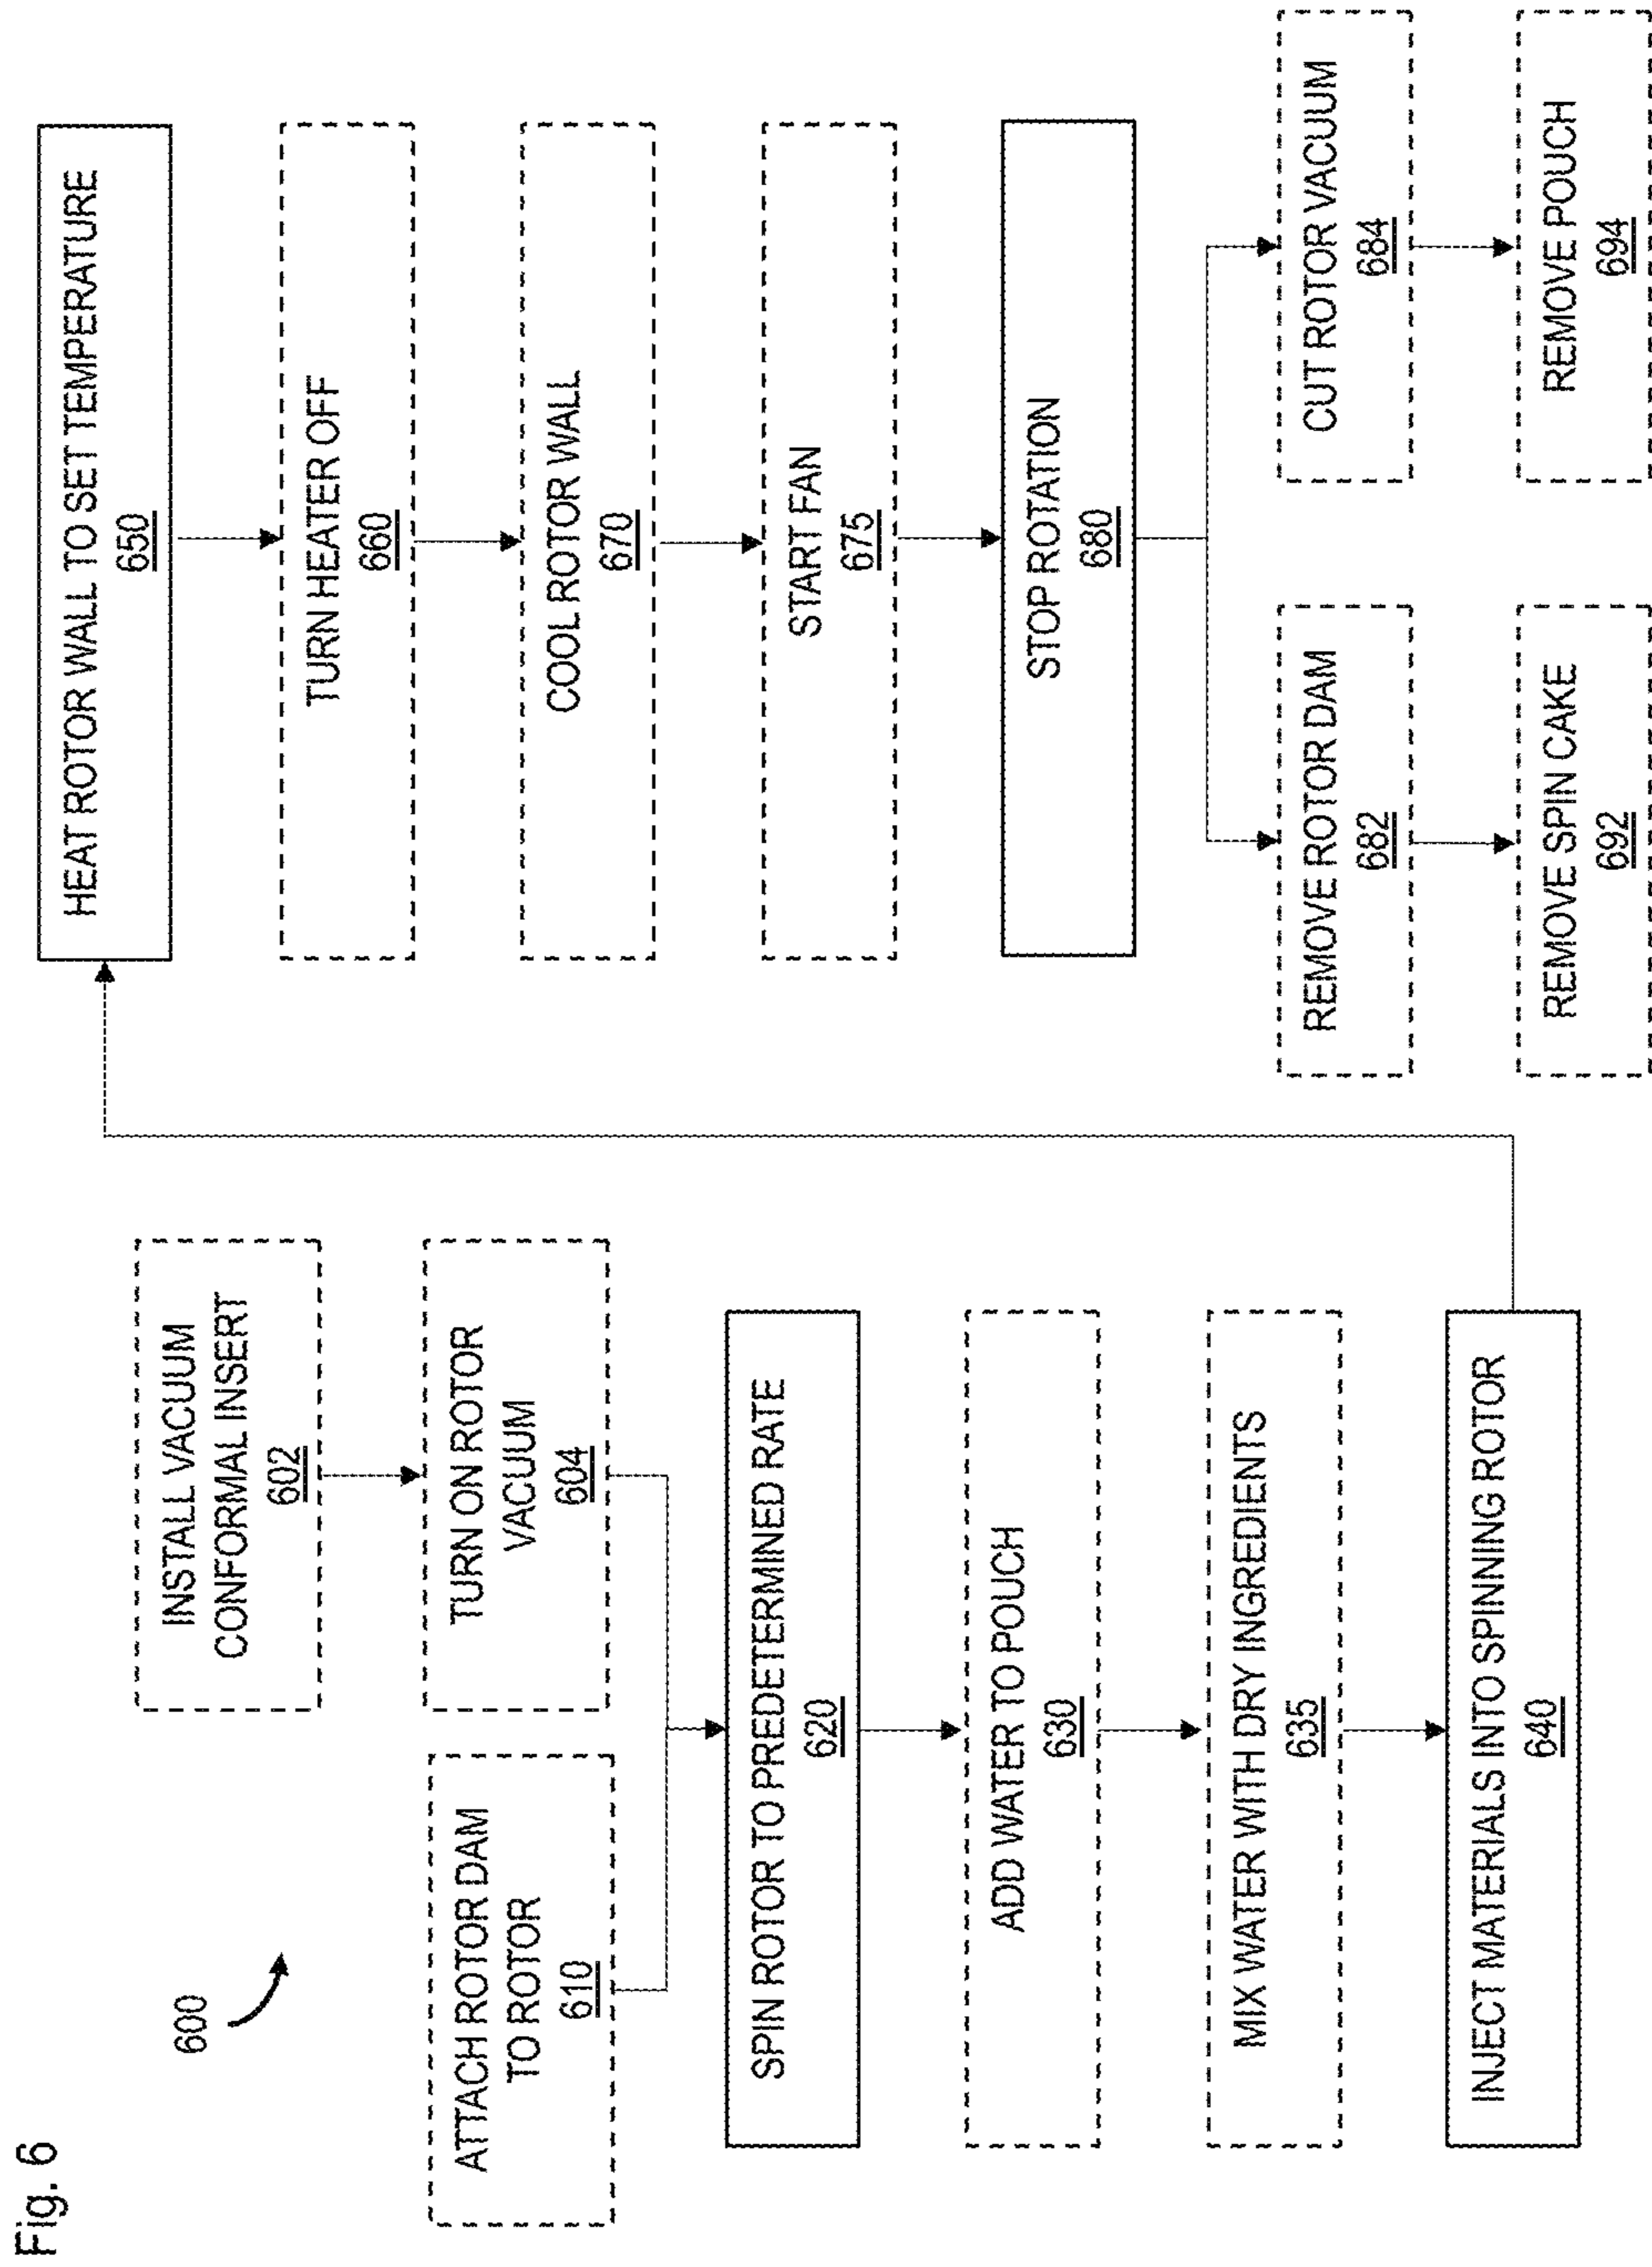 Fig. 6
600
INSTALL VACUUM
CONFORMAL INSERT
602
TURN ON ROTOR
VACUUM
604
ATTACH ROTOR DAM
TO ROTOR
610
SPIN ROTOR TO PREDETERMINED RATE
620
ADD WATER TO POUCH
630
MIX WATER WITH DRY INGREDIENTS
635
INJECT MATERIALS INTO SPINNING ROTOR
640
HEAT ROTOR WALL TO SET TEMPERATURE
650
TURN HEATER OFF
660
COOL ROTOR WALL
670
START FAN
675
STOP ROTATION
680
REMOVE ROTOR DAM
682
REMOVE SPIN CAKE
692
CUT ROTOR VACUUM
684
REMOVE POUCH
694